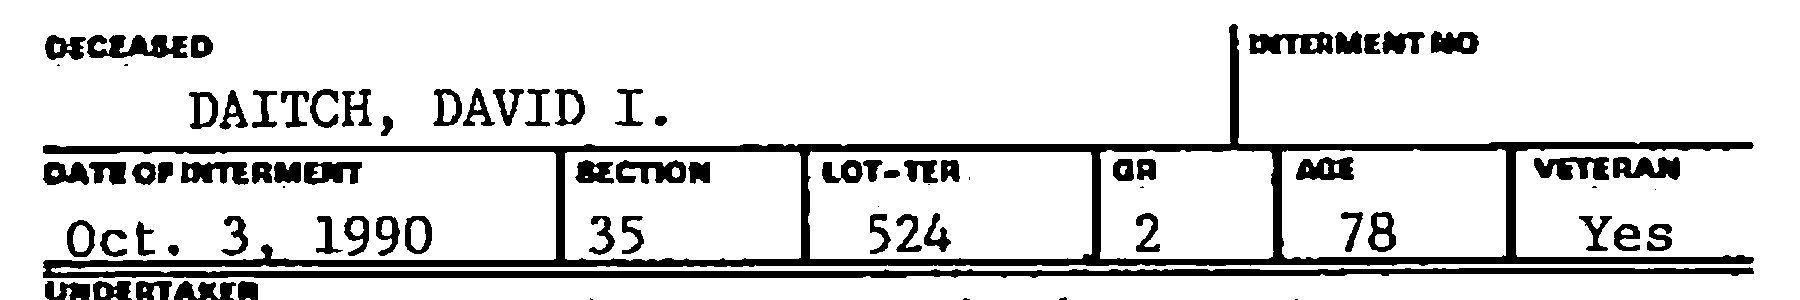 DECEASED INTERMENT NO
DAITCH, DAVID I.
DATE OF INTERMENT SECTION LOT-TER GR AGE VETERAN
Oct. 3, 1990 35 524 2 78 Yes
UNDERTAKER